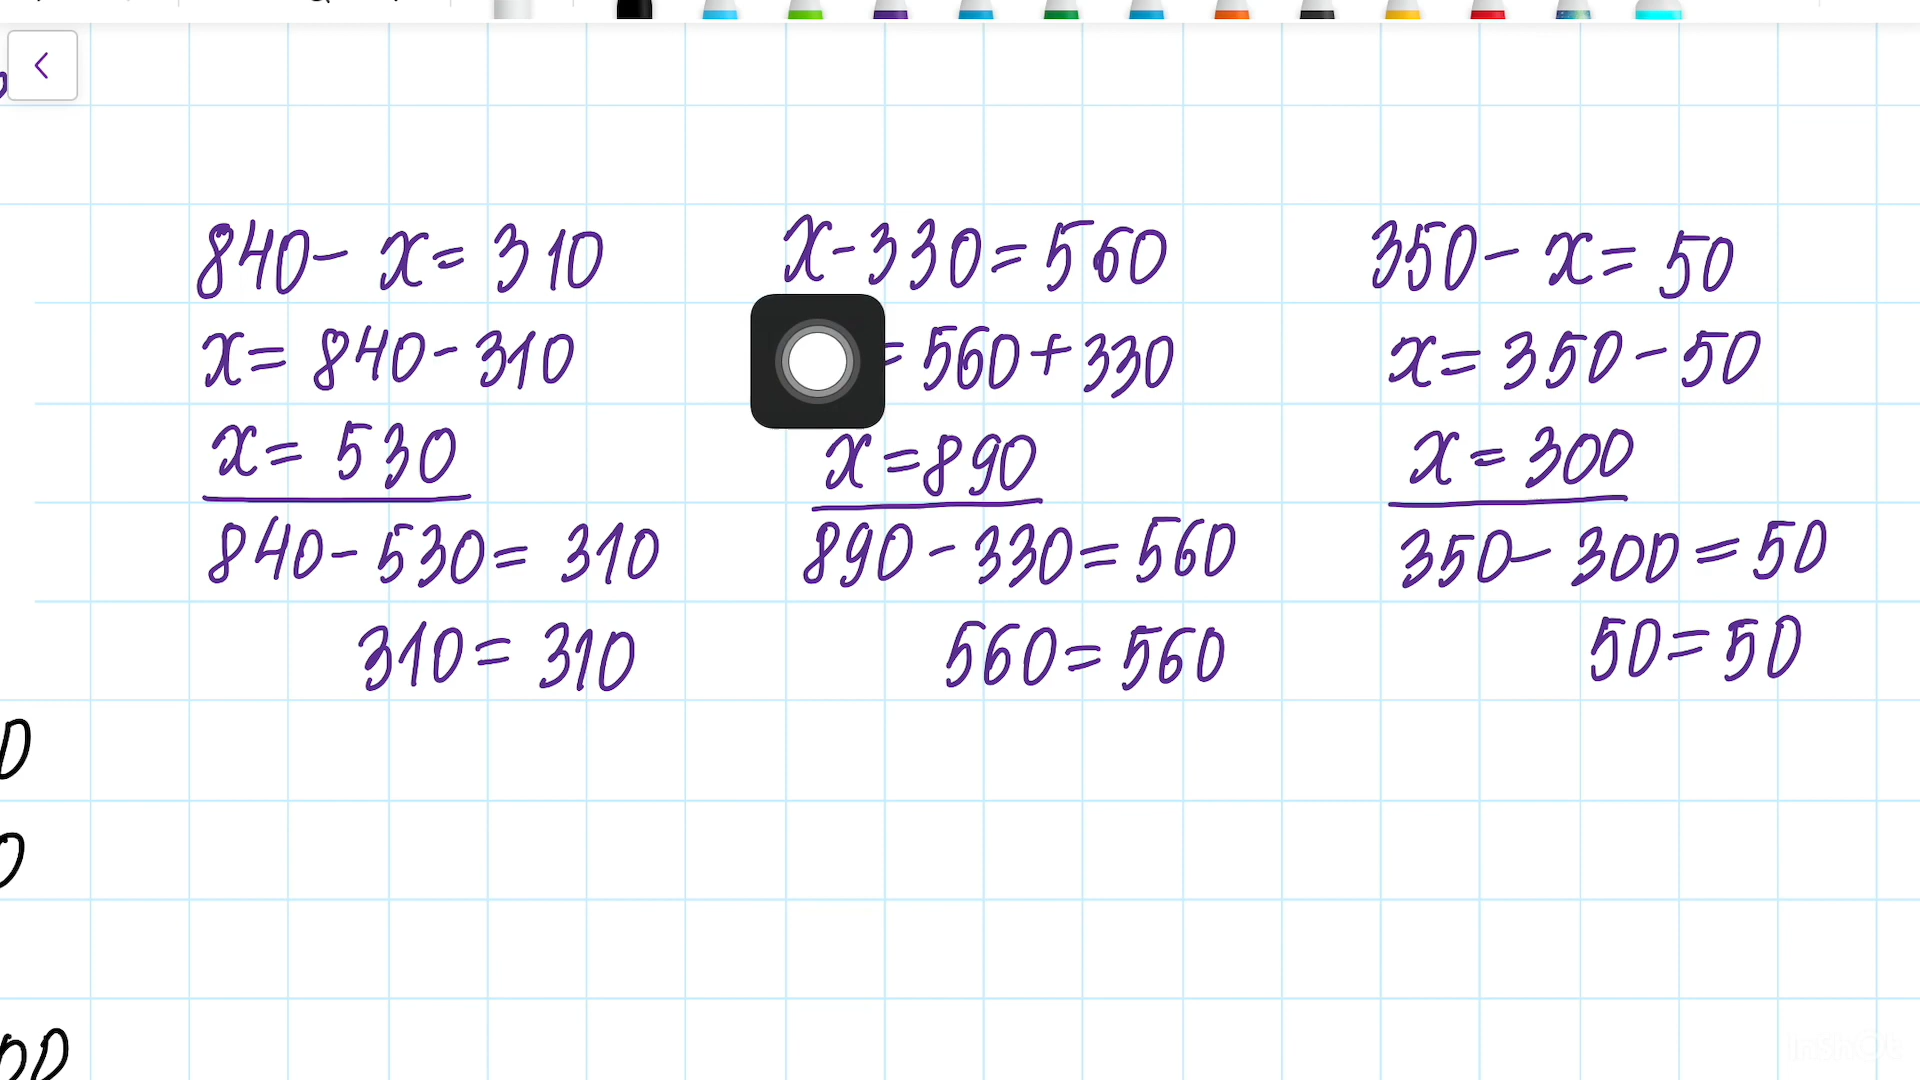 840 - x = 310
x = 840 - 310
x = 530
840 - 530 = 310
310 = 310
x - 330 = 560
= 560 + 330
x = 890
890 - 330 = 560
560 = 560
350 - x = 50
x = 350 - 50
x = 300
350 - 300 = 50
50 = 50